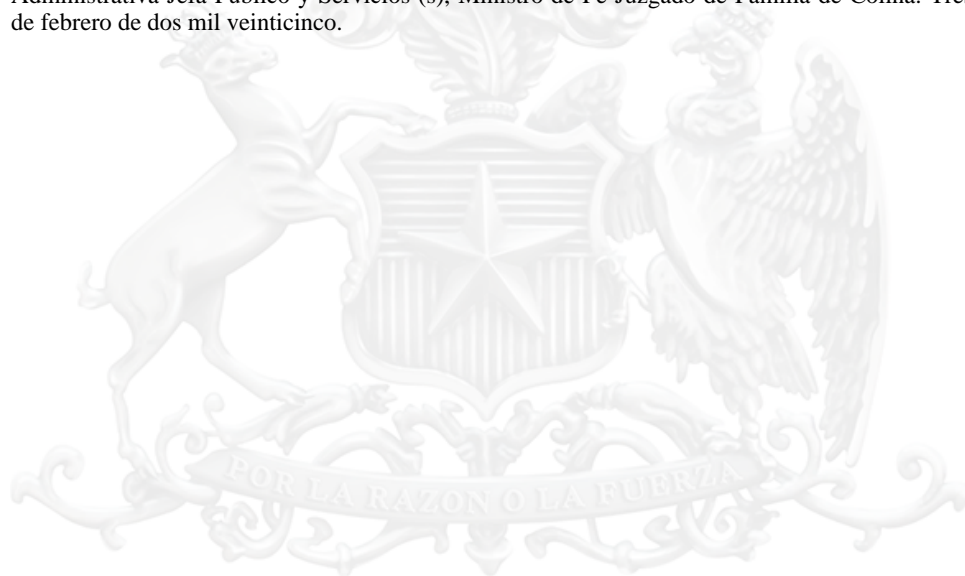 Administrativa Jefa Público y Servicios (s), Ministro de Fe Juzgado de Familia de Colina. Tres
de febrero de dos mil veinticinco.
POR LA RAZON O LA FUERZA